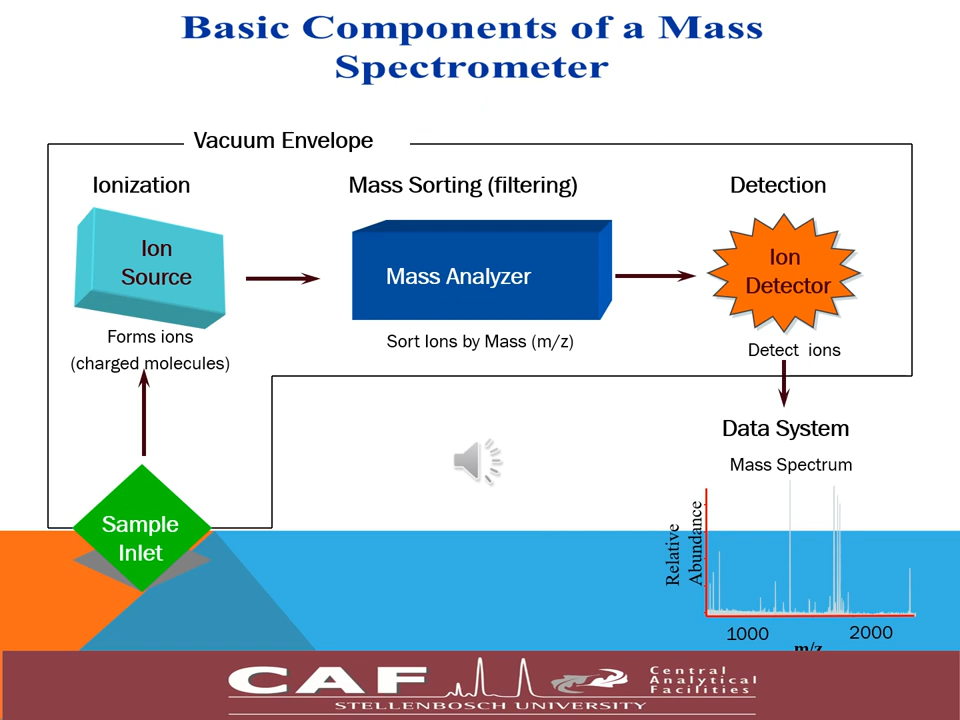 Basic Components of a Mass
Spectrometer
Vacuum Envelope
Ionization
Mass Sorting (filtering)
Detection
Ion
Source
Mass Analyzer
Ion
Detector
Forms ions
(charged molecules)
Sort Ions by Mass (m/z)
Detect ions
Data System
Mass Spectrum
Sample
Inlet
Relative
Abundance
1000
2000
m/z
CAF
Central
Analytical
Facilities
STELLENBOSCH UNIVERSITY